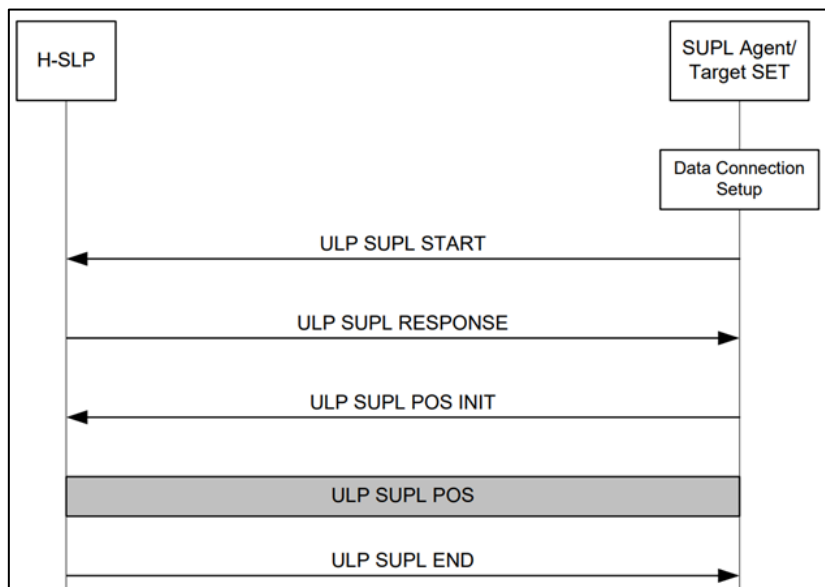 H-SLP
SUPL Agent/
Target SET
Data Connection
Setup
ULP SUPL START
ULP SUPL RESPONSE
ULP SUPL POS INIT
ULP SUPL POS
ULP SUPL END